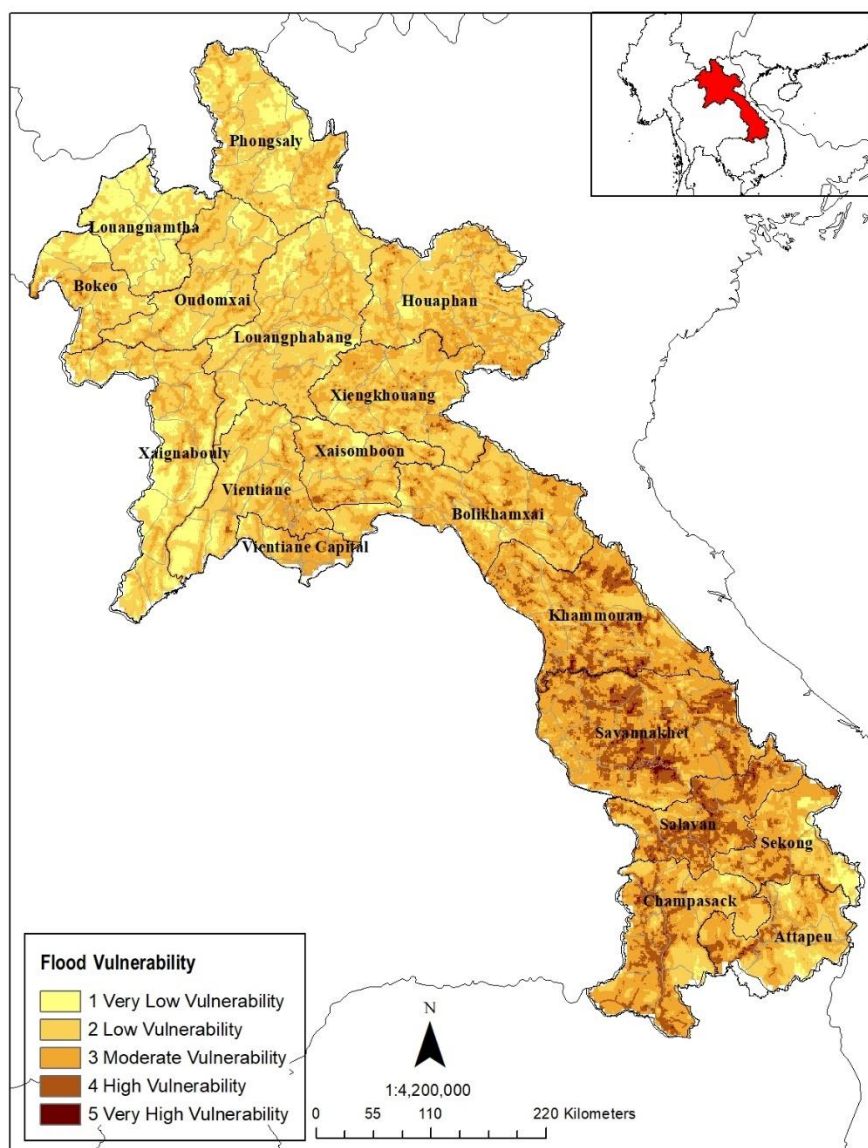 Phongsaly
Louangnamtha
Bokeo
Oudomxai
Houaphan
Louangphabang
Xiengkhouang
Xaignabouly
Xaisomboon
Vientiane
Bolikhamxai
Vientiane Capital
Khammouan
Savannakhet
Salavan
Sekong
Champasack
Attapeu
Flood Vulnerability
1 Very Low Vulnerability
2 Low Vulnerability
3 Moderate Vulnerability
4 High Vulnerability
5 Very High Vulnerability
N
1:4,200,000
0 55 110 220 Kilometers